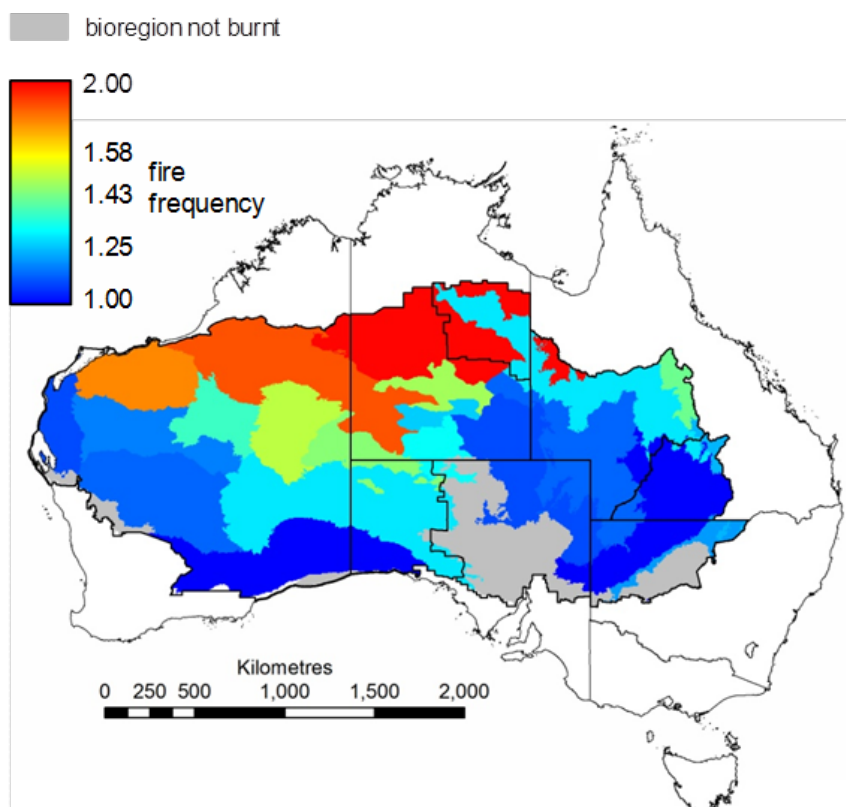 bioregion not burnt
2.00
1.58
1.43
1.25
1.00
fire
frequency
Kilometres
0 250 500 1,000 1,500 2,000